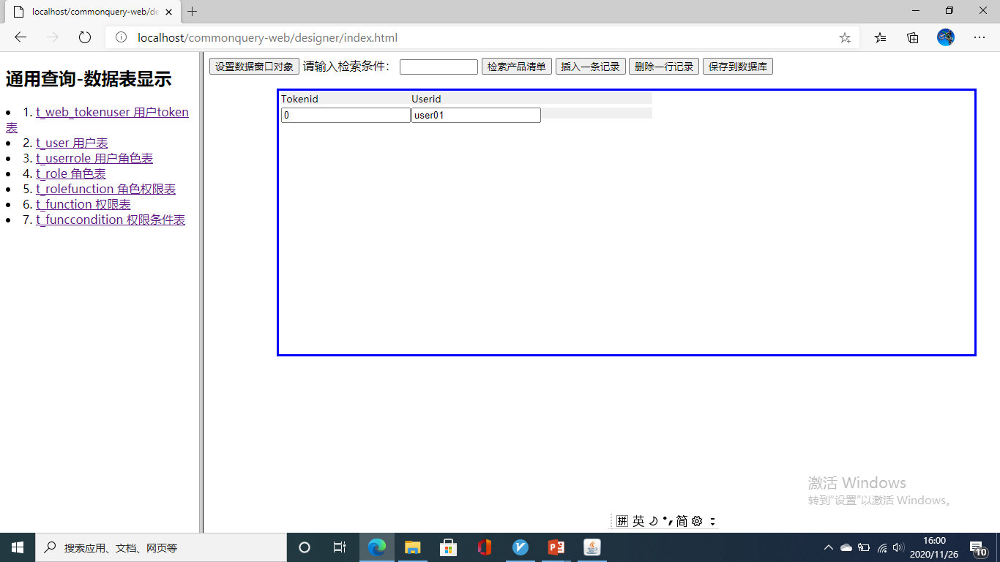 localhost/commonquery-web/de
localhost/commonquery-web/designer/index.html
通用查询-数据表显示
1. t_web_tokenuser 用户token
表
2. t_user 用户表
3. t_userrole 用户角色表
4. t_role 角色表
5. t_rolefunction 角色权限表
6. t_function 权限表
7. t_funccondition 权限条件表
设置数据窗口对象 请输入检索条件： 检索产品清单 插入一条记录 删除一行记录 保存到数据库
Tokenid Userid
0 user01
激活 Windows
转到"设置"以激活 Windows。
拼 英 简
搜索应用、文档、网页等
16:00
2020/11/26
10